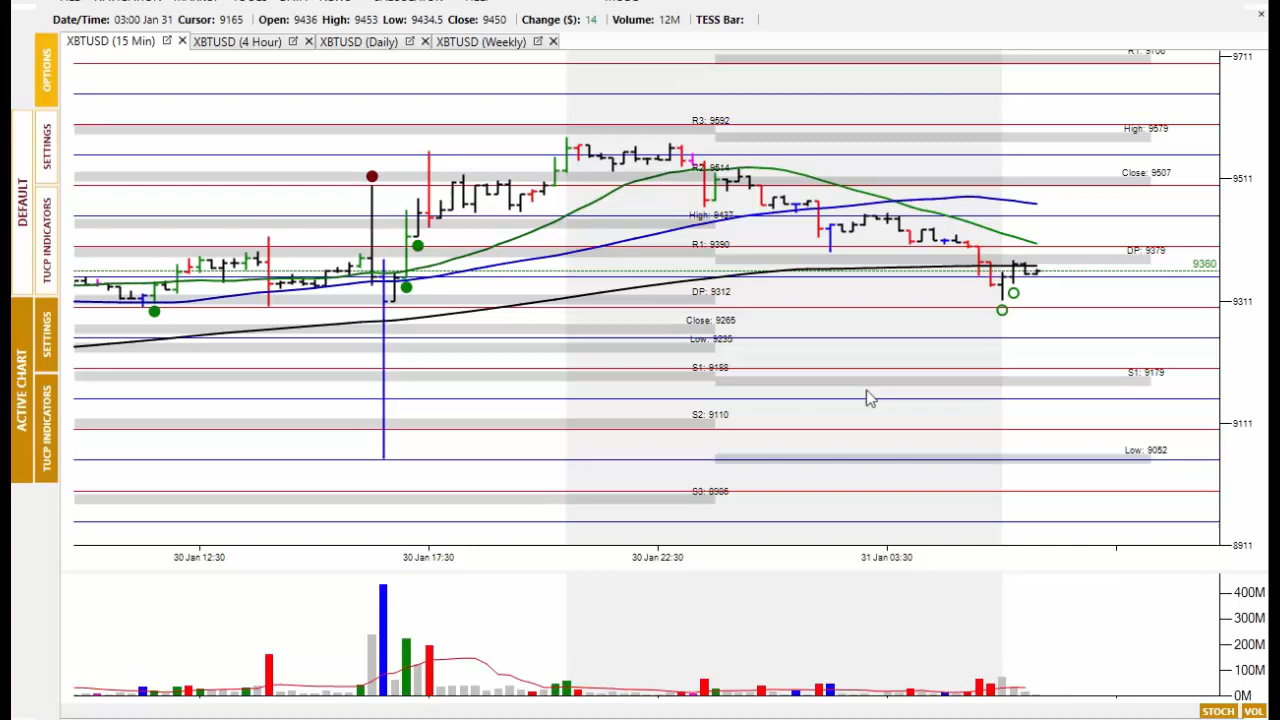 Date/Time: 03:00 Jan 31 Cursor: 9165 Open: 9436 High: 9453 Low: 9434.5 Close: 9450 Change ($): 14 Volume: 12M TESS Bar:
XBTUSD (15 Min) XBTUSD (4 Hour) XBTUSD (Daily) XBTUSD (Weekly)
OPTIONS
SETTINGS
DEFAULT
TUCP INDICATORS
SETTINGS
ACTIVE CHART
TUCP INDICATORS
9711
R3: 9592
High: 9579
R2: 9514
Close: 9507
9511
High: 9437
R1: 9390
DP: 9379
9360
DP: 9312
9311
Close: 9265
Low: 9235
S1: 9188
S1: 9179
S2: 9110
9111
Low: 9052
8911
30 Jan 12:30 30 Jan 17:30 30 Jan 22:30 31 Jan 03:30
400M
300M
200M
100M
0M
STOCH VOL